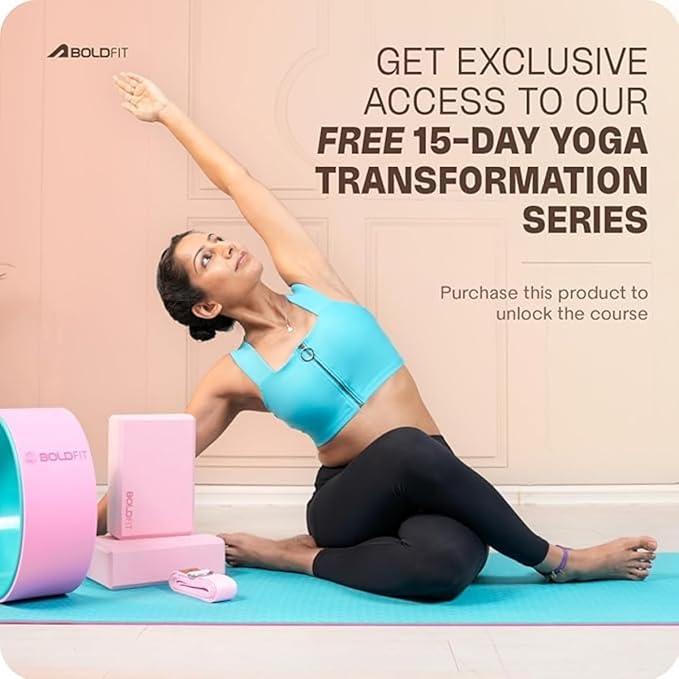 BOLDFIT
GET EXCLUSIVE
ACCESS TO OUR
FREE 15-DAY YOGA
TRANSFORMATION
SERIES
Purchase this product to
unlock the course
BOLDFIT
BOLDFIT